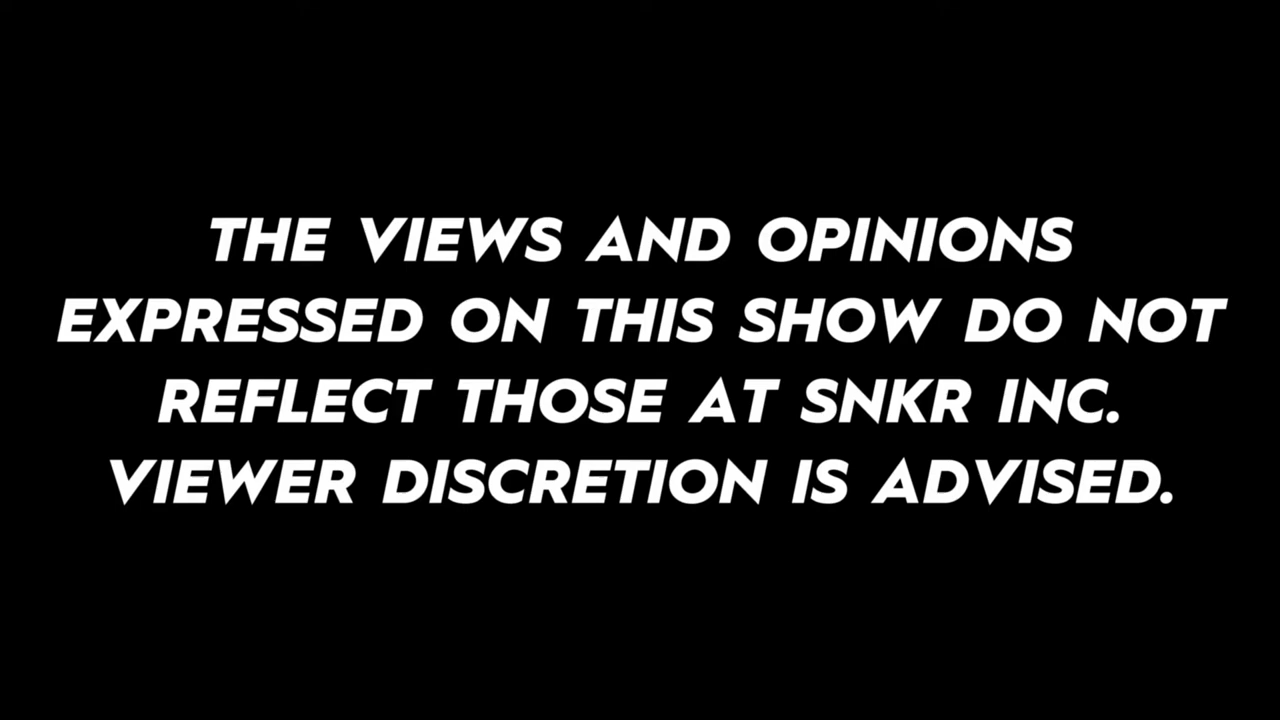 THE VIEWS AND OPINIONS
EXPRESSED ON THIS SHOW DO NOT
REFLECT THOSE AT SNKR INC.
VIEWER DISCRETION IS ADVISED.